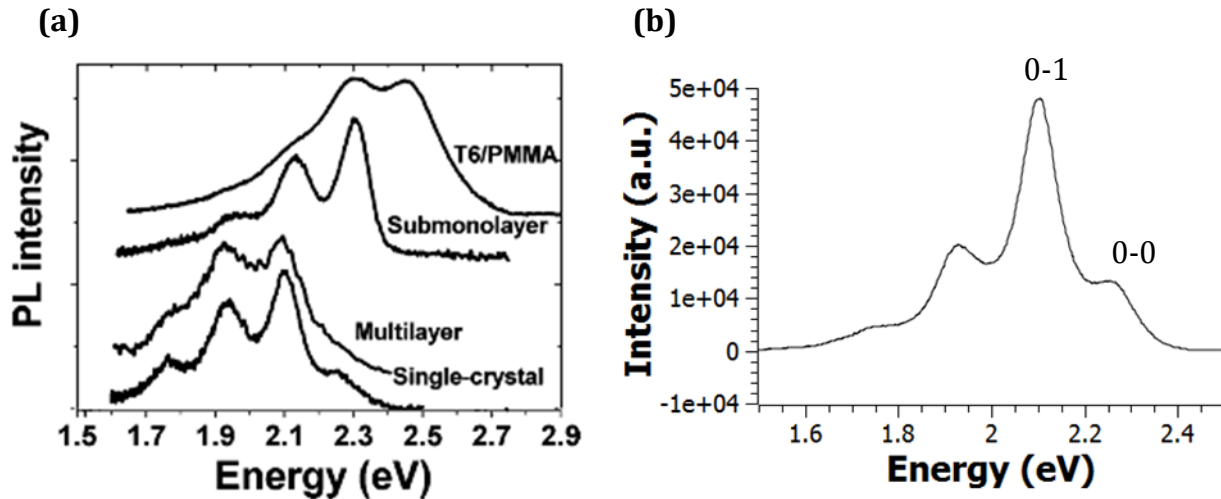 (a)
PL intensity
T6/PMMA
Submonolayer
Multilayer
Single-crystal
1.5 1.7 1.9 2.1 2.3 2.5 2.7 2.9
Energy (eV)
(b)
0-1
0-0
Intensity (a.u.)
5e+04
4e+04
3e+04
2e+04
1e+04
0
-1e+04
1.6 1.8 2 2.2 2.4
Energy (eV)